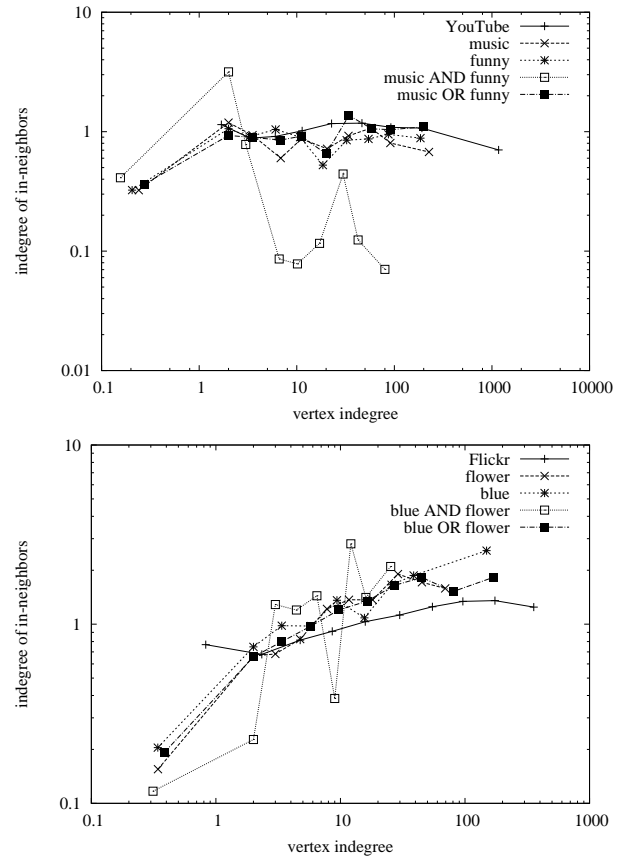 10
1
0.1
0.01
0.1
1
10
100
1000
10000
indegree of in-neighbors
vertex indegree
YouTube
music
funny
music AND funny
music OR funny
10
1
0.1
0.1
1
10
100
1000
indegree of in-neighbors
vertex indegree
Flickr
flower
blue
blue AND flower
blue OR flower